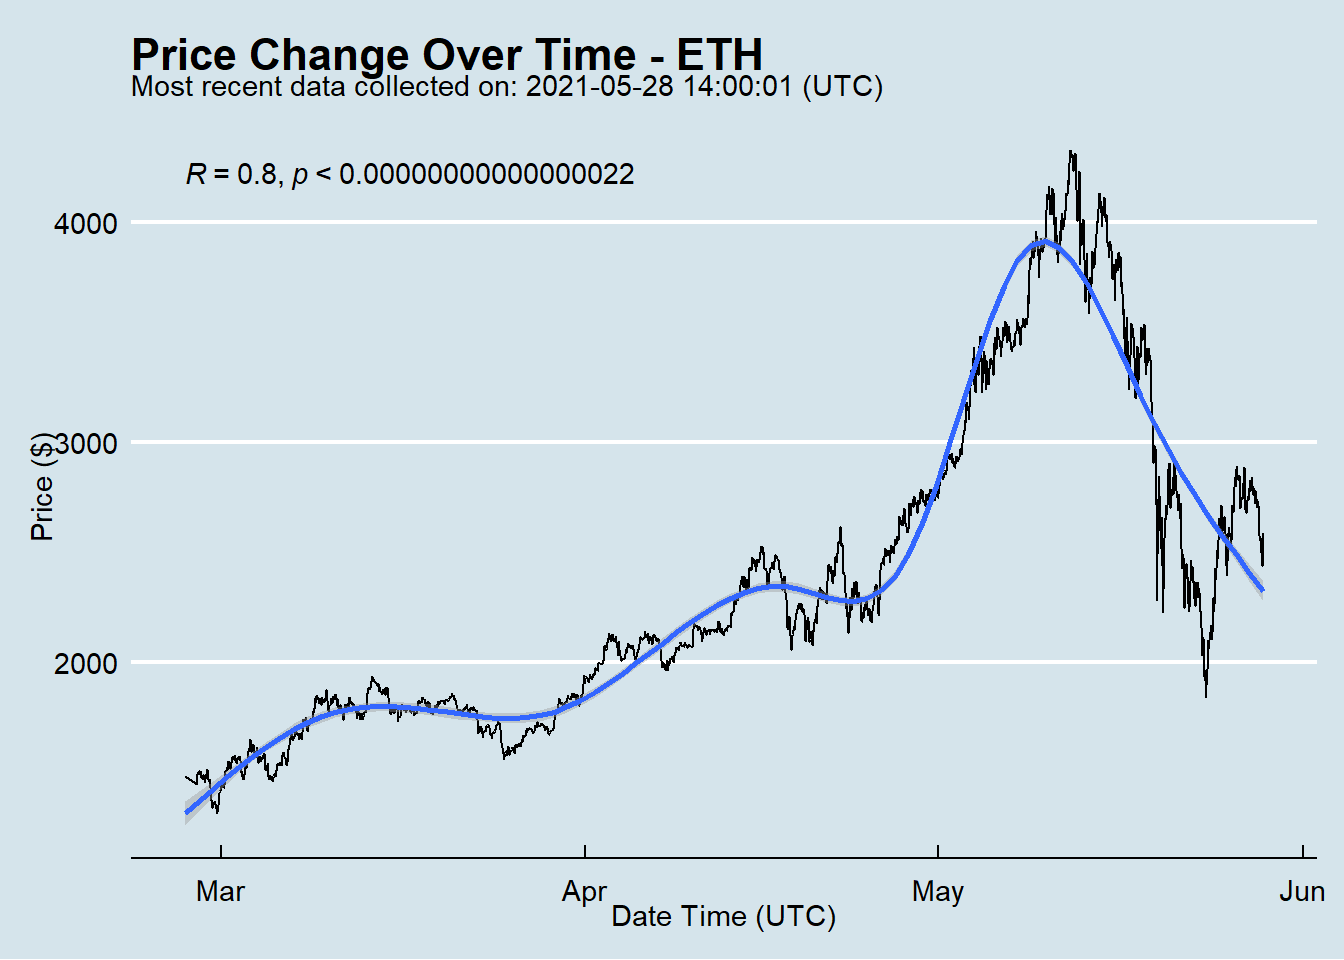 Price Change Over Time - ETH
Most recent data collected on: 2021-05-28 14:00:01 (UTC)
R = 0.8, p < 0.00000000000000022
4000
3000
2000
Price ($)
Mar
Apr
May
Jun
Date Time (UTC)